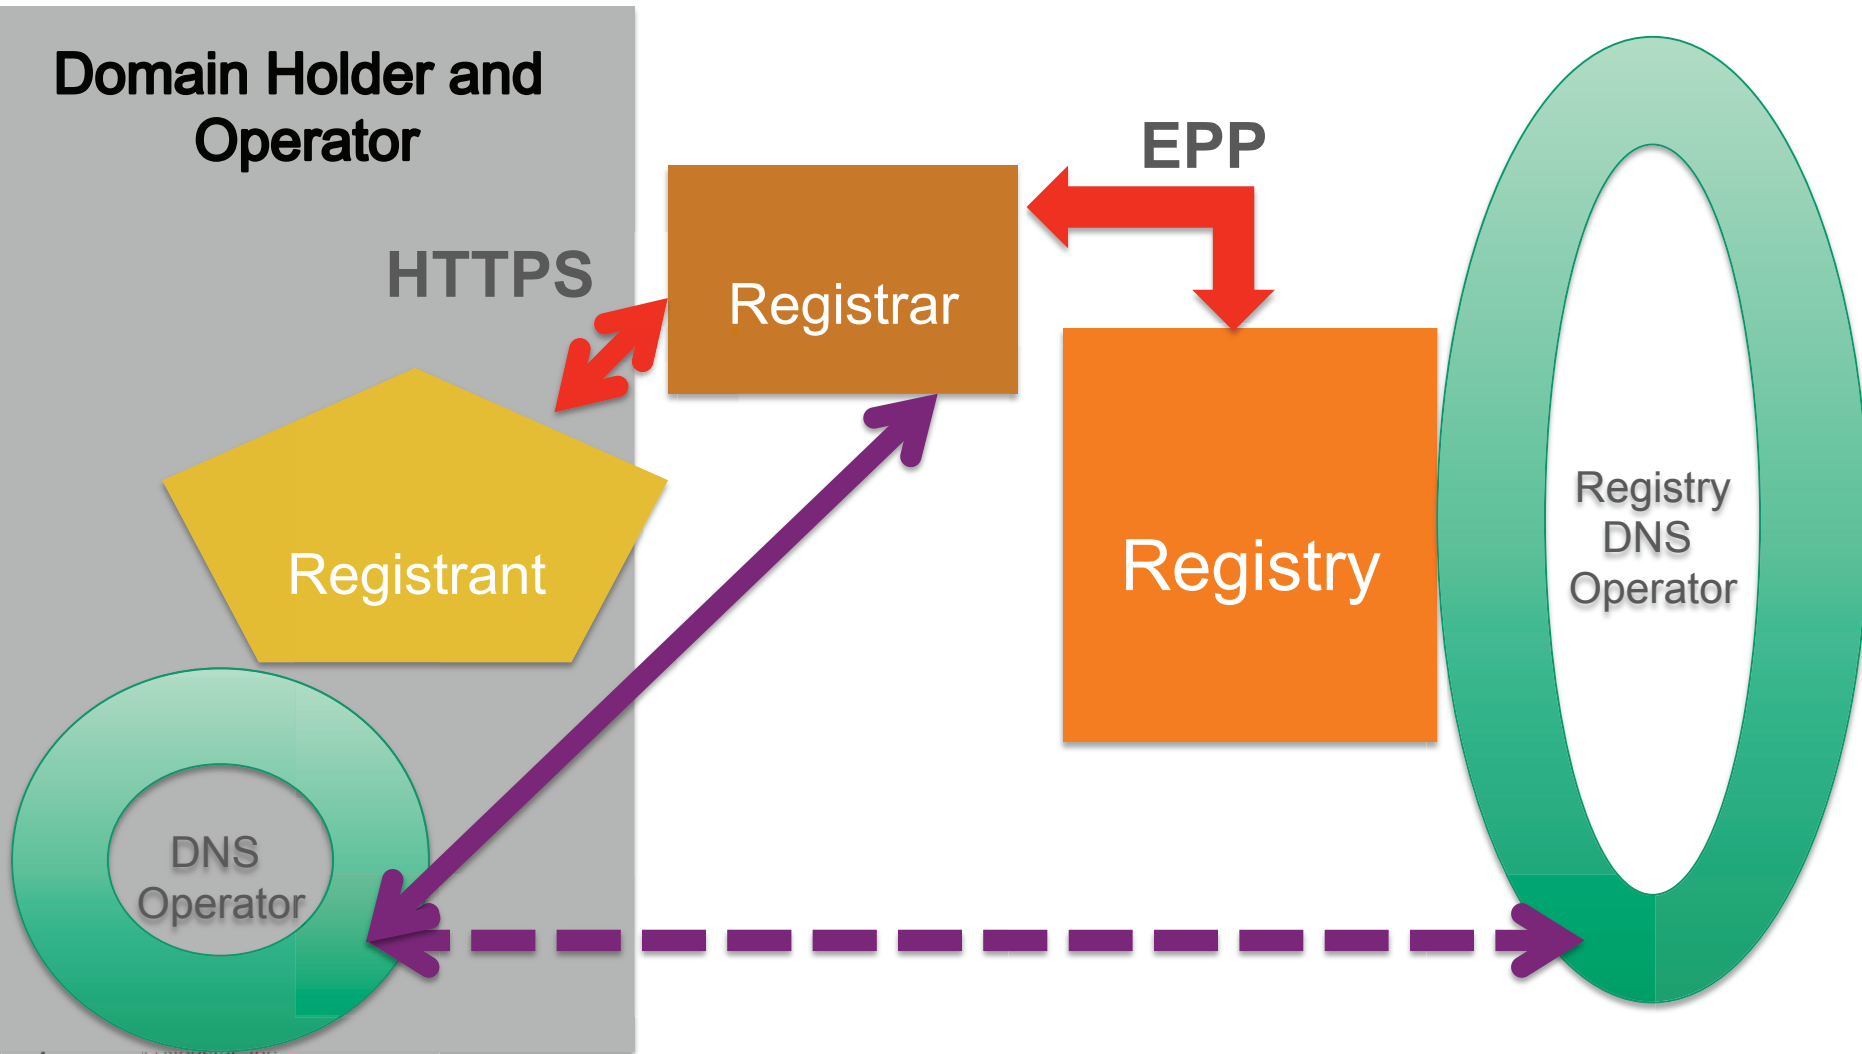 Domain Holder and
Operator
EPP
HTTPS
Registrar
Registrant
Registry
Registry
DNS
Operator
DNS
Operator